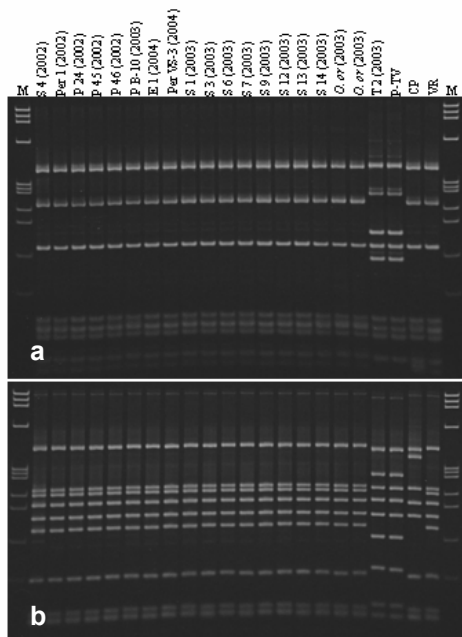 M
S 4 (2002)
Per 1 (2002)
P 24 (2002)
P 45 (2002)
P 46 (2002)
P B-10 (2003)
E 1 (2004)
Per VS-3 (2004)
S 1 (2003)
S 3 (2003)
S 6 (2003)
S 7 (2003)
S 9 (2003)
S 12 (2003)
S 13 (2003)
S 14 (2003)
O. or (2003)
O. or (2003)
T2 (2003)
P-TV
CP
VR
M
a
b